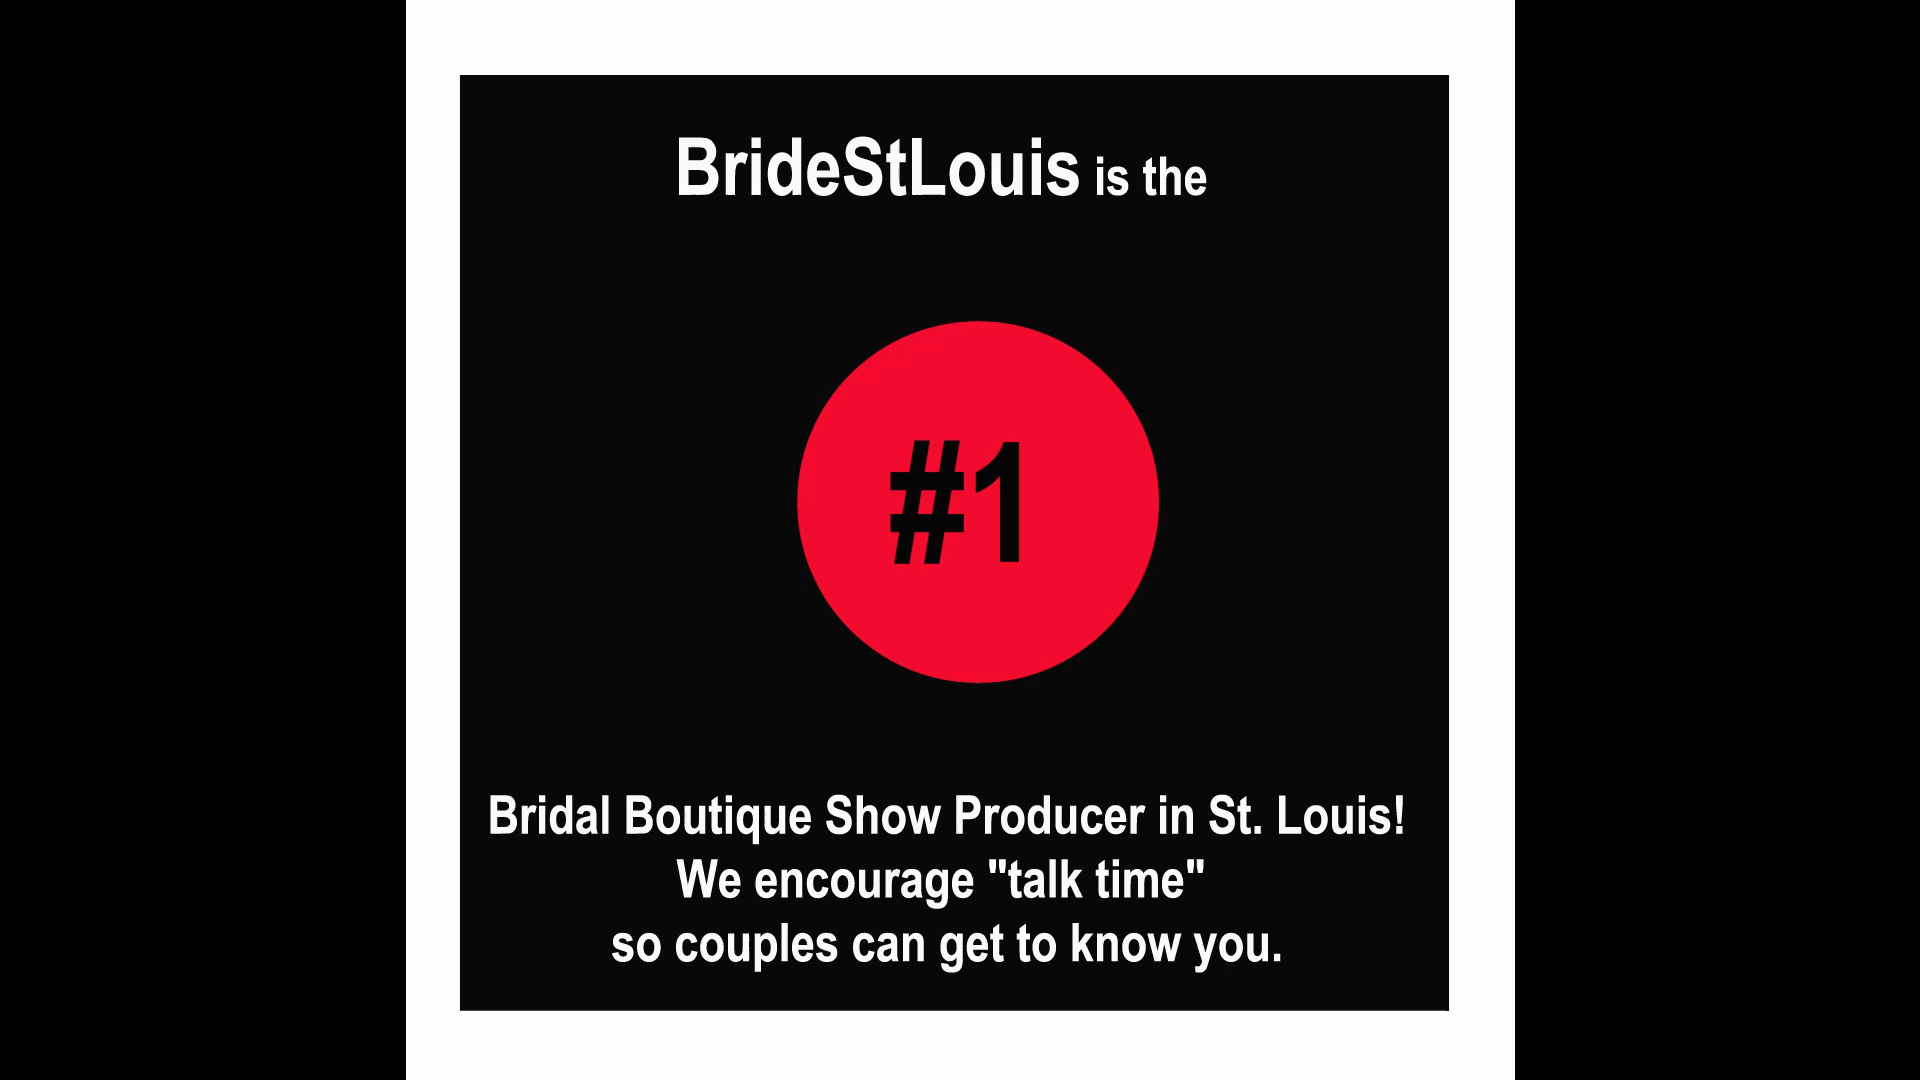 BrideStLouis is the
#1
Bridal Boutique Show Producer in St. Louis!
We encourage "talk time"
so couples can get to know you.